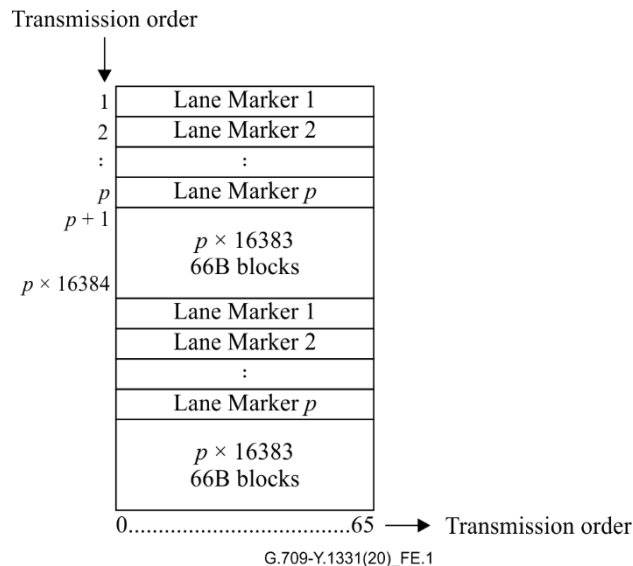 Transmission order
1 Lane Marker 1
2 Lane Marker 2
: :
p Lane Marker p
p + 1
p × 16383
66B blocks
p × 16384
Lane Marker 1
Lane Marker 2
:
Lane Marker p
p × 16383
66B blocks
0..................................65 Transmission order
G.709-Y.1331(20)_FE.1